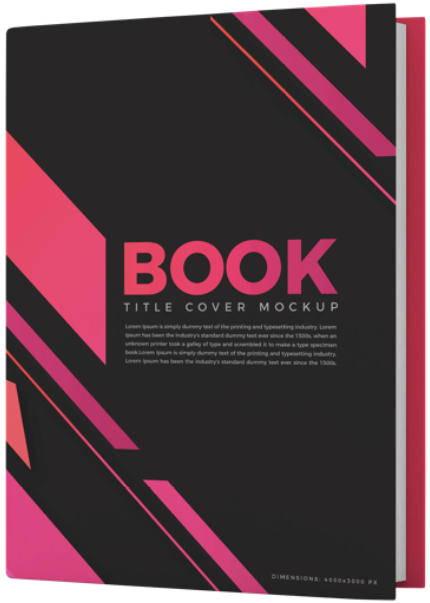 BOOK
TITLE COVER MOCKUP
Lorem Ipsum is simply dummy text of the printing and typesetting industry. Lorem
Ipsum has been the industry's standard dummy text ever since the 1500s, when an
unknown printer took a galley of type and scrambled it to make a type specimen
book.Lorem Ipsum is simply dummy text of the printing and typesetting industry.
Lorem Ipsum has been the industry's standard dummy text ever since the 1500s,
DIMENSIONS: 4000x3000 PX